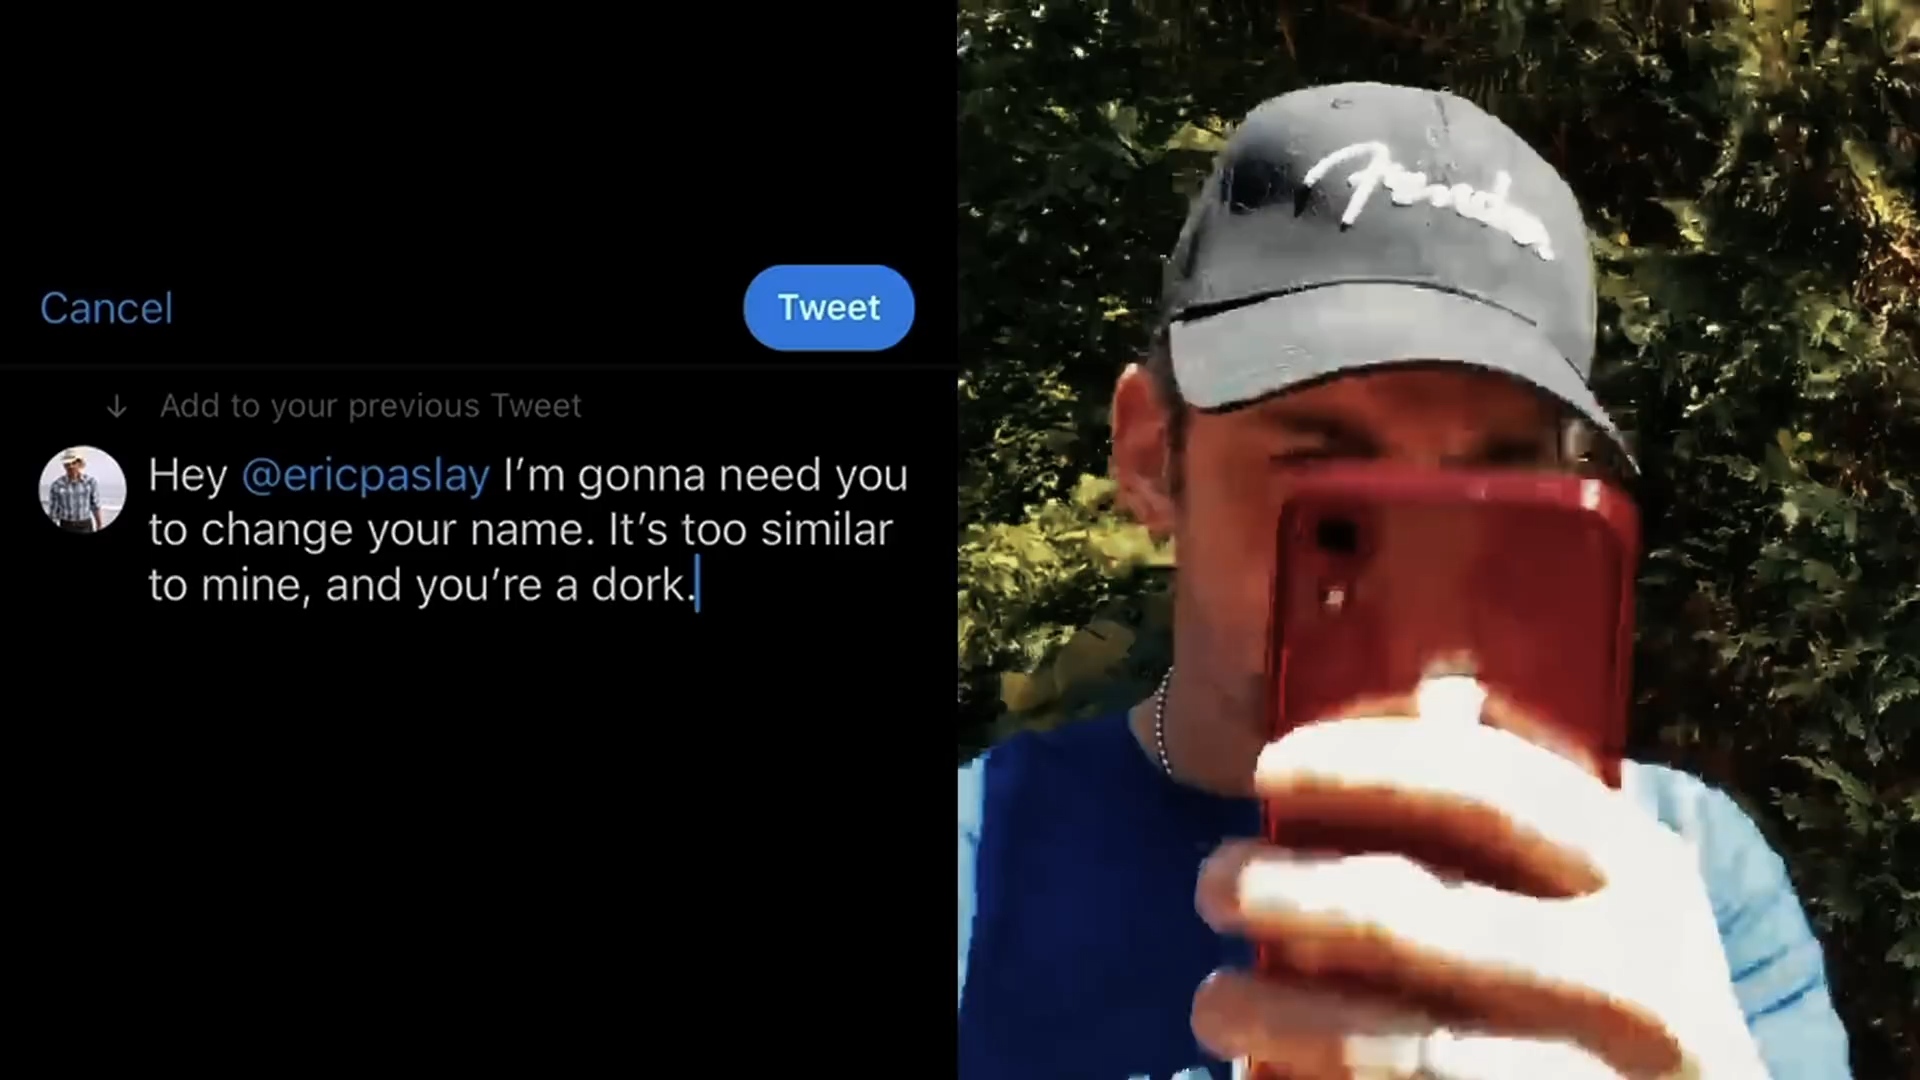 Cancel
Tweet
↓ Add to your previous Tweet
Hey @ericpaslay I’m gonna need you
to change your name. It’s too similar
to mine, and you’re a dork.
Fender